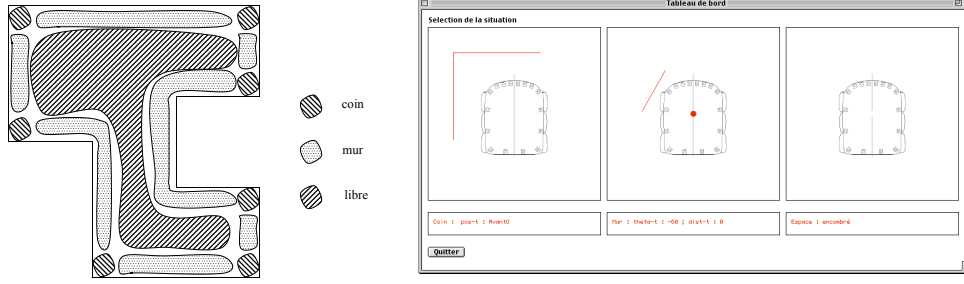 coin
mur
libre
Tableau de bord
Selection de la situation
Coin : pos-t : Avant0
Mur : theta-t : -60 ; dist-t : 0
Espace : encombré
Quitter